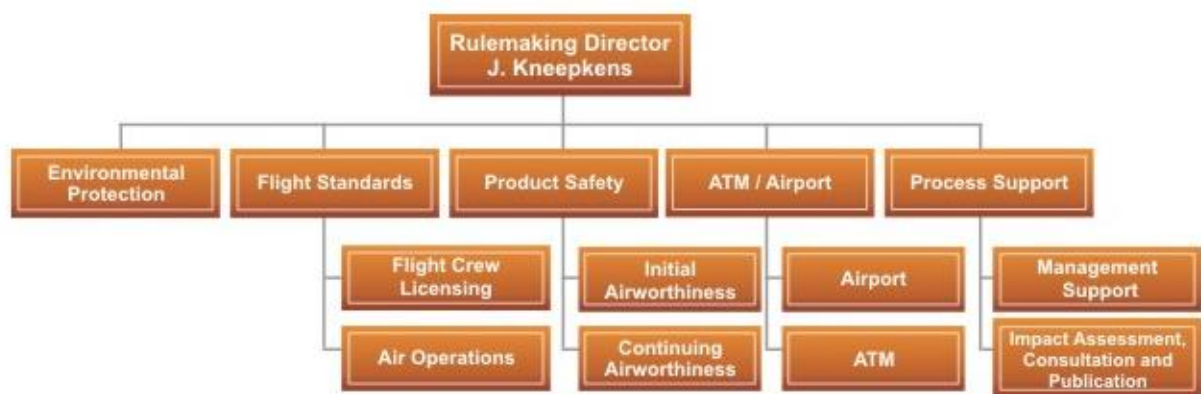 Rulemaking Director
J. Kneepkens
Environmental
Protection
Flight Standards
Product Safety
ATM / Airport
Process Support
Flight Crew
Licensing
Initial
Airworthiness
Airport
Management
Support
Air Operations
Continuing
Airworthiness
ATM
Impact Assessment,
Consultation and
Publication